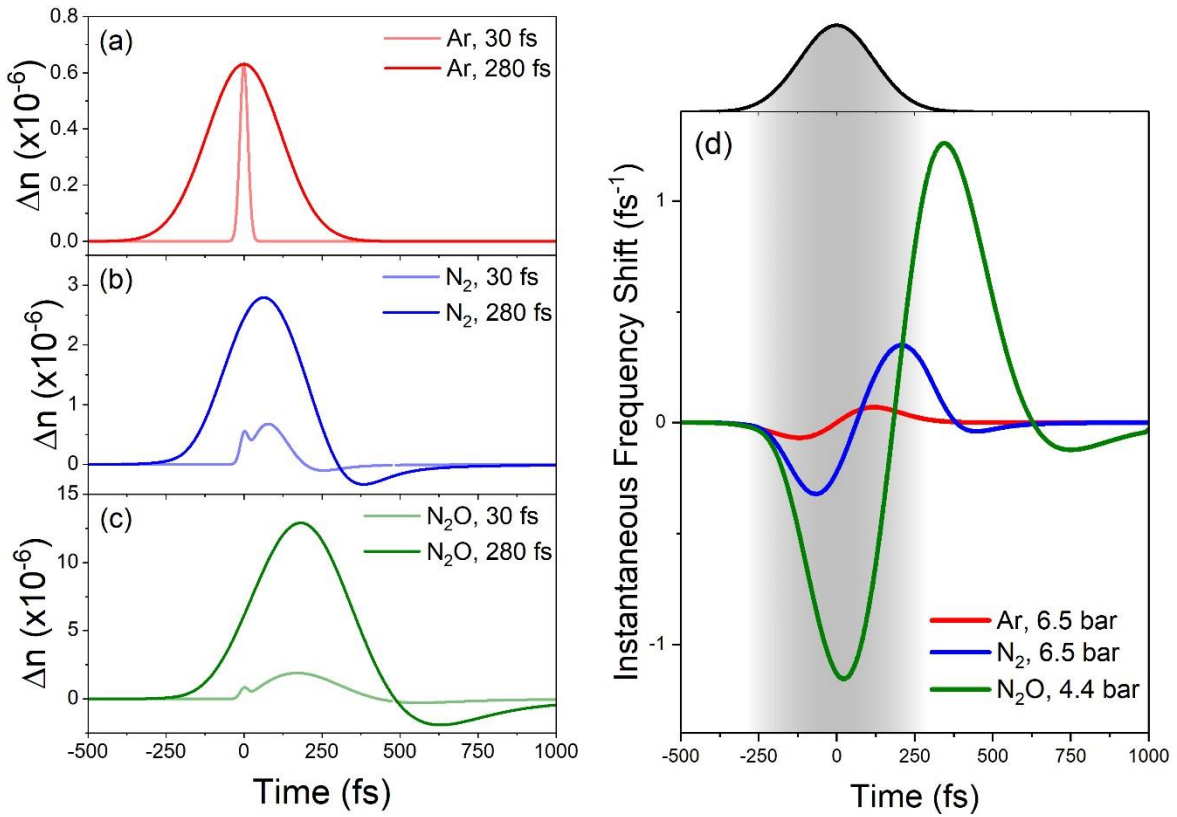 (a)
Ar, 30 fs
Ar, 280 fs
Δn (x10⁻⁶)
0.8
0.6
0.4
0.2
0.0
(b)
N₂, 30 fs
N₂, 280 fs
Δn (x10⁻⁶)
3
2
1
0
(c)
N₂O, 30 fs
N₂O, 280 fs
Δn (x10⁻⁶)
15
10
5
0
-500 -250 0 250 500 750 1000
Time (fs)
(d)
Instantaneous Frequency Shift (fs⁻¹)
1
0
-1
Ar, 6.5 bar
N₂, 6.5 bar
N₂O, 4.4 bar
-500 -250 0 250 500 750 1000
Time (fs)